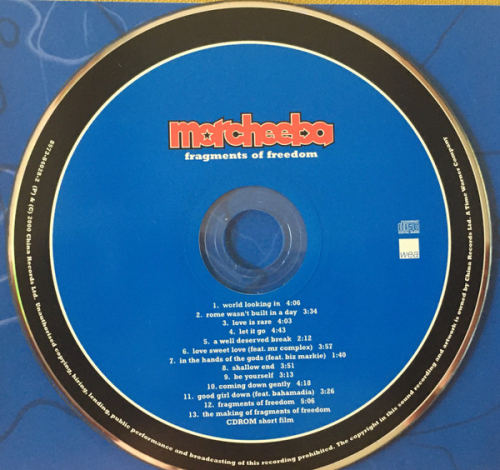 morcheeba
fragments of freedom
wea
1. world looking in 4:06
2. rome wasn't built in a day 3:34
3. love is rare 4:03
4. let it go 4:43
5. a well deserved break 2:12
6. love sweet love (feat. mr complex) 3:57
7. in the hands of the gods (feat. biz markie) 1:40
8. shallow end 3:51
9. be yourself 3:13
10. coming down gently 4:18
11. good girl down (feat. bahamadia) 3:26
12. fragments of freedom 5:06
13. the making of fragments of freedom
CDROM short film
8573-84028-2 (P) & (C) 2000 China Records Ltd. Unauthorised copying, hiring, lending, public performance and broadcasting of this recording prohibited. The copyright in this sound recording and artwork is owned by China Records Ltd. A Time Warner Company